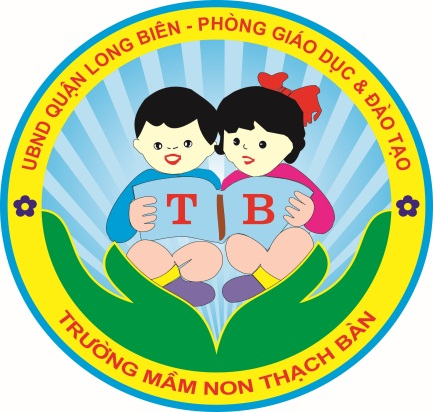 UBND QUẬN LONG BIÊN - PHÒNG GIÁO DỤC & ĐÀO TẠO
T B
TRƯỜNG MẦM NON THẠCH BÀN